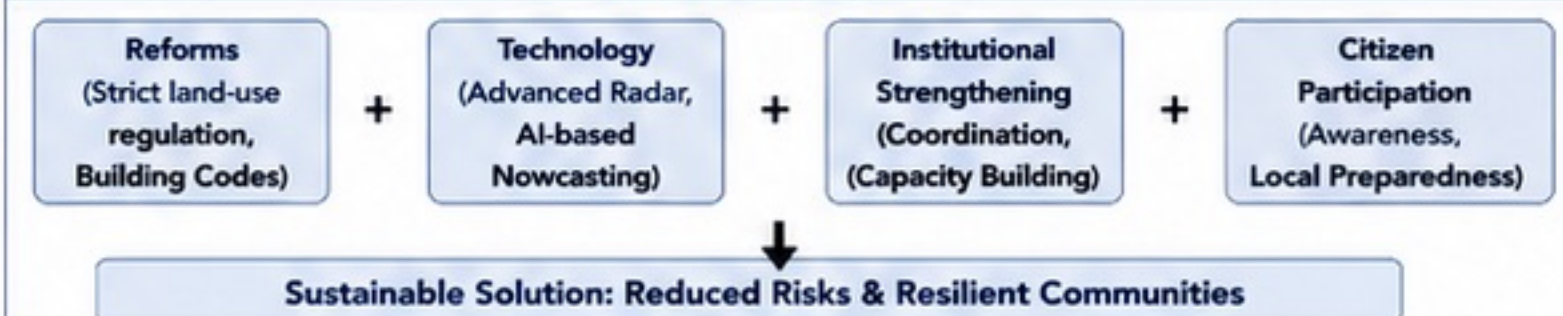 Reforms
(Strict land-use
regulation,
Building Codes)
+
Technology
(Advanced Radar,
AI-based
Nowcasting)
+
Institutional
Strengthening
(Coordination,
(Capacity Building)
+
Citizen
Participation
(Awareness,
Local Preparedness)
Sustainable Solution: Reduced Risks & Resilient Communities